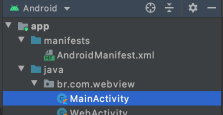 Android
app
manifests
AndroidManifest.xml
java
br.com.webview
MainActivity
WebActivity